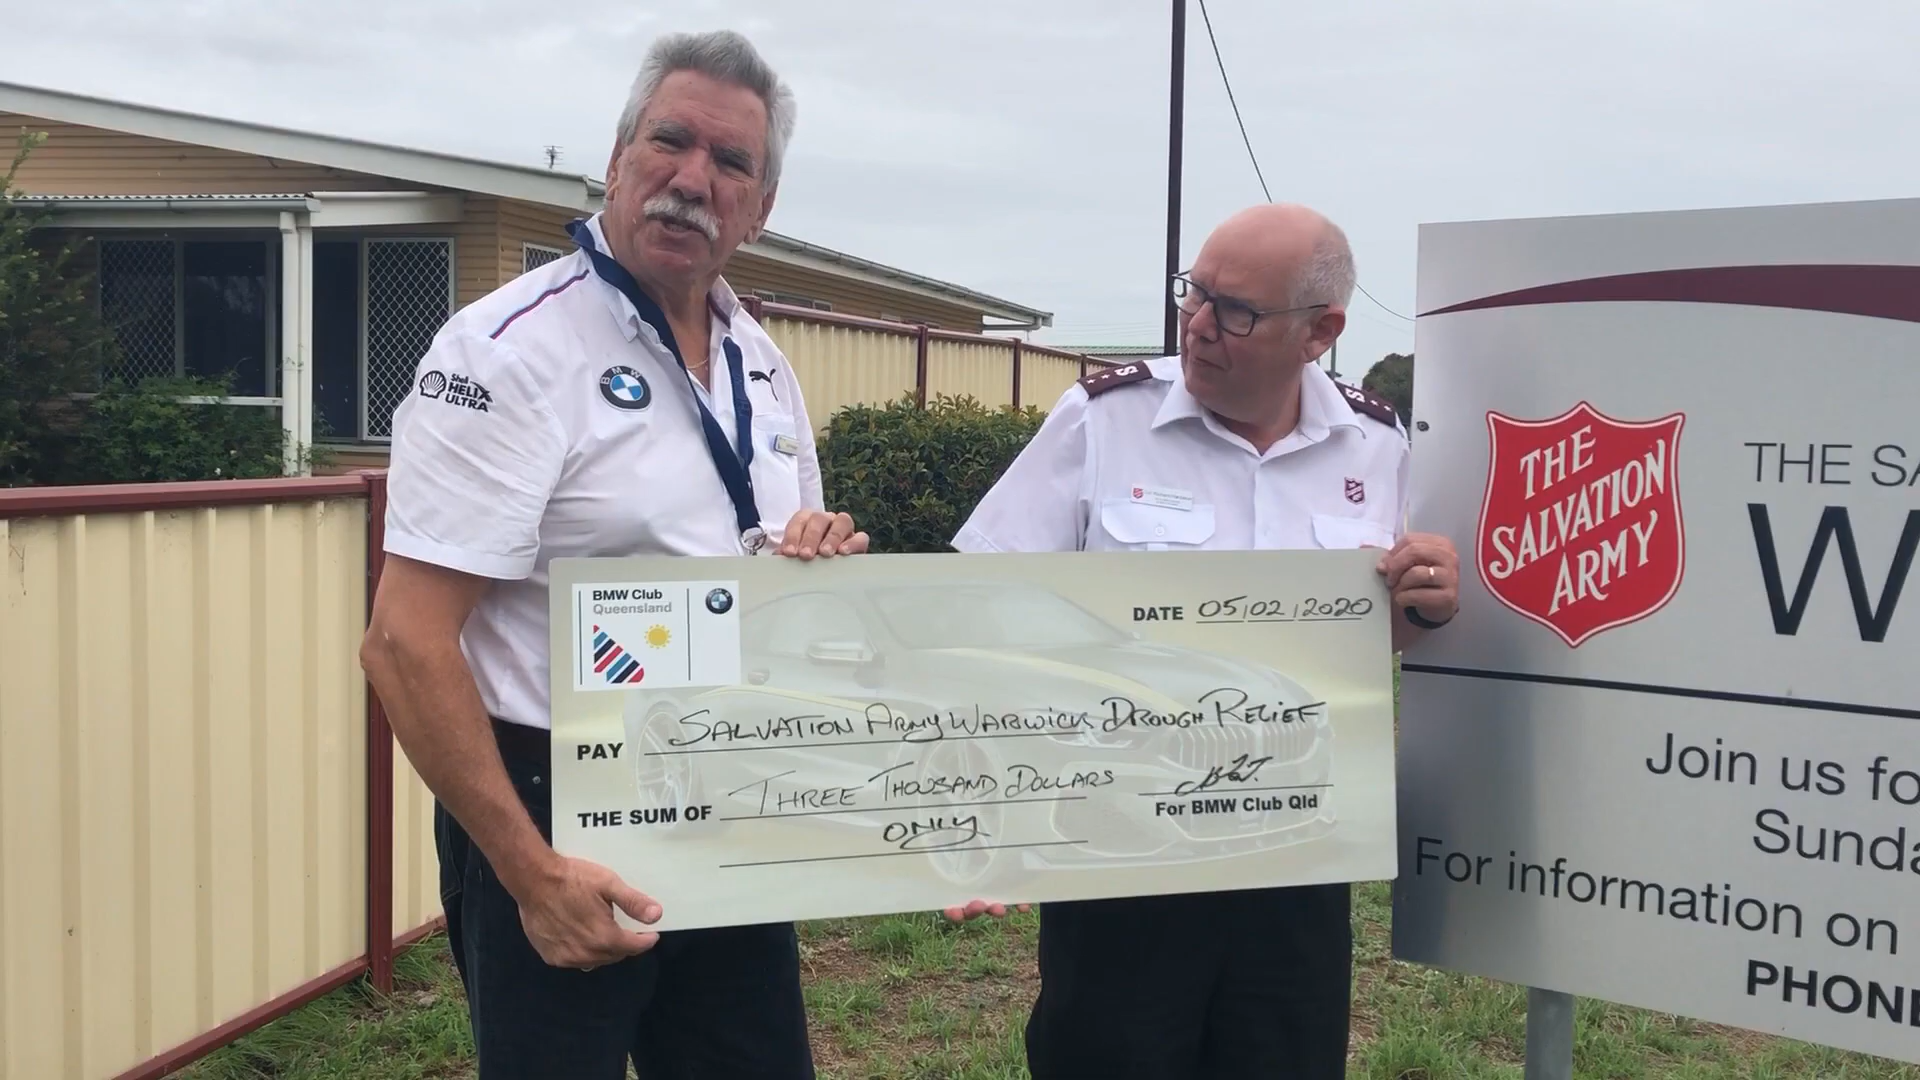 Shell
HELIX
ULTRA
BMW
BMW Club
Queensland
DATE 05/02/2020
PAY SALVATION ARMY WARWICK DROUGH RELIEF
THE SUM OF THREE THOUSAND DOLLARS
ONLY
For BMW Club Qld
S
S
THE
SALVATION
ARMY
THE SA
W
Join us fo
Sunda
For information on
PHONE